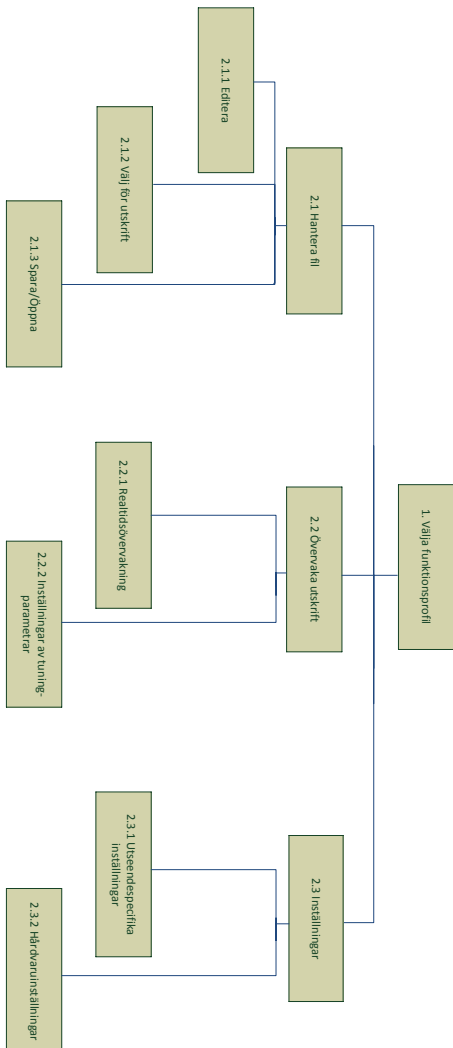 1. Välja funktionsprofil
2.1 Hantera fil
2.1.1 Editera
2.1.2 Välj för utskrift
2.1.3 Spara/Öppna
2.2 Övervaka utskrift
2.2.1 Realtidsövervakning
2.2.2 Inställningar av tuning-
parametrar
2.3 Inställningar
2.3.1 Utseendespecifika
inställningar
2.3.2 Hårdvaruinställningar